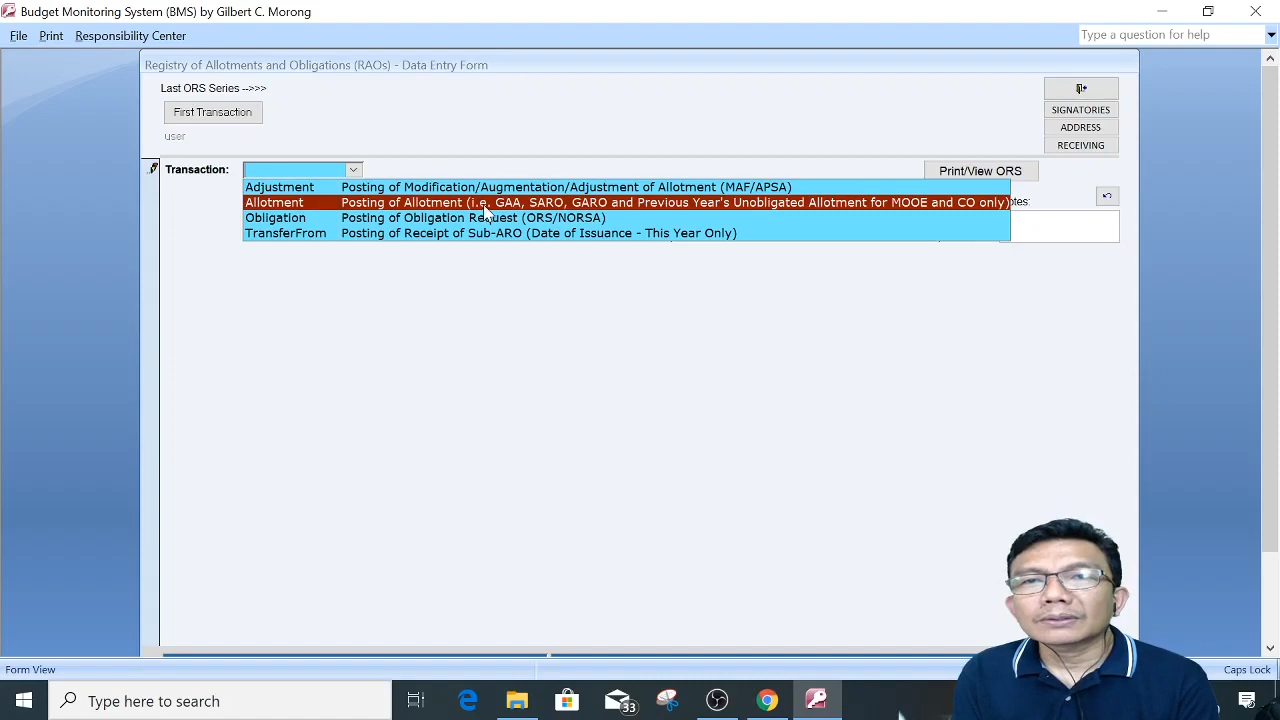 Budget Monitoring System (BMS) by Gilbert C. Morong
File Print Responsibility Center
Type a question for help
Registry of Allotments and Obligations (RAOs) - Data Entry Form
Last ORS Series -->>>
First Transaction
SIGNATORIES
ADDRESS
user
RECEIVING
Transaction:
Print/View ORS
Adjustment Posting of Modification/Augmentation/Adjustment of Allotment (MAF/APSA)
Allotment Posting of Allotment (i.e. GAA, SARO, GARO and Previous Year's Unobligated Allotment for MOOE and CO only)
Obligation Posting of Obligation Request (ORS/NORSA)
TransferFrom Posting of Receipt of Sub-ARO (Date of Issuance - This Year Only)
Form View
Caps Lock
Type here to search
33